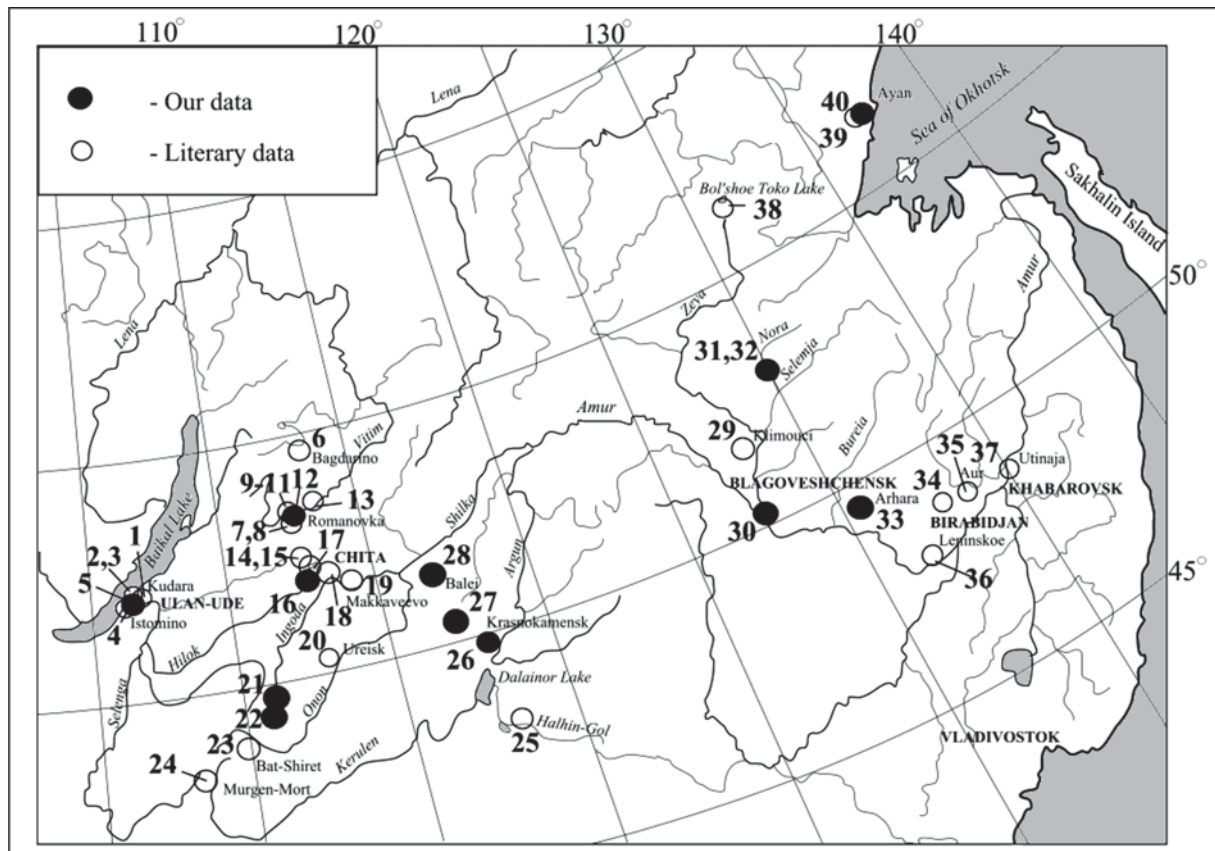 110°
120°
130°
140°
- Our data
- Literary data
Lena
40
Ayan
39
Sea of Okhotsk
Bol'shoe Toko Lake
38
Sakhalin Island
50°
Lena
Zeya
Nora
31,32
Selemja
Amur
Amur
6
Bagdarino
Vitim
29
Klimouci
Bureia
35
37
Utinaja
9-11
12
13
34
Aur
KHABAROVSK
BLAGOVESHCHENSK
Arhara
Romanovka
7,8
Shilka
30
33
BIRABIDJAN
Leninskoe
Baikal Lake
1
17
14,15
CHITA
28
Argun
36
2,3
Kudara
5
ULAN-UDE
Balei
45°
4
Istomino
16
18
19
Makkaveevo
27
Krasnokamensk
Ingoda
20
Ureisk
26
Hilok
Selenga
21
Onon
Dalainor Lake
22
Halhin-Gol
25
23
Bat-Shiret
Kerulen
VLADIVOSTOK
24
Murgen-Mort